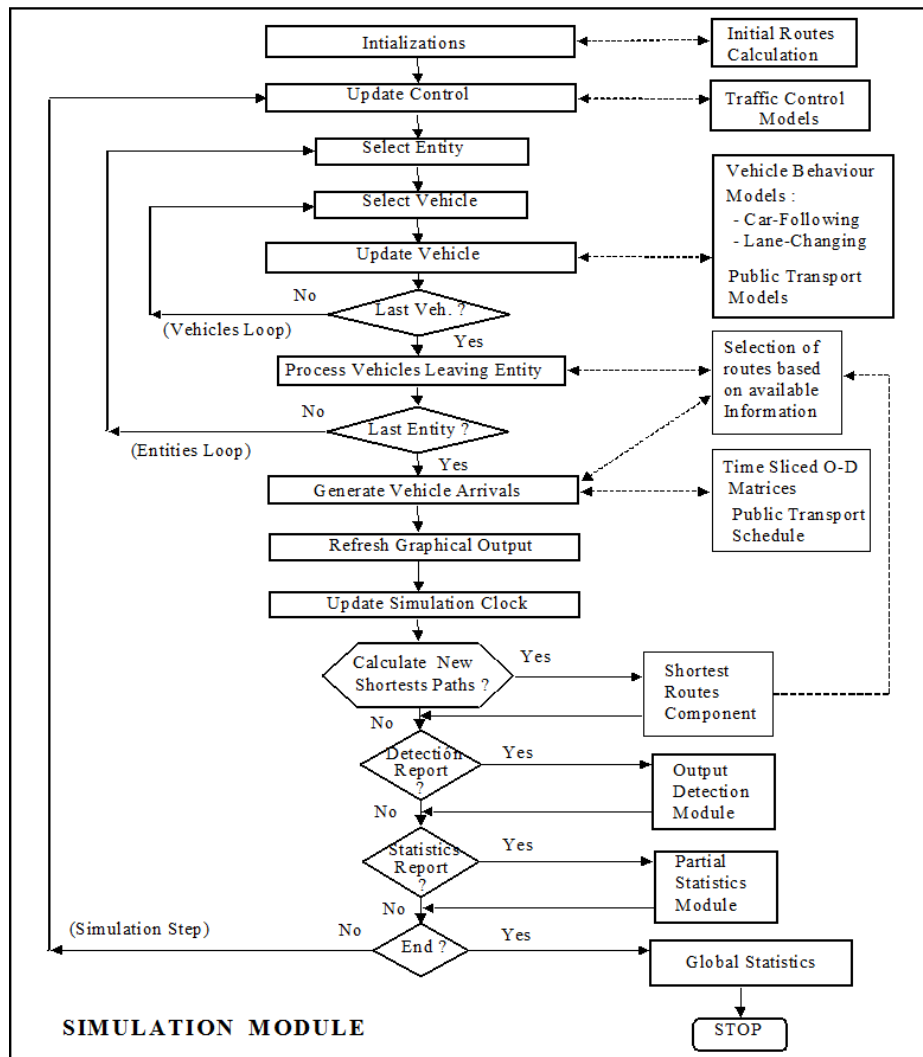 Intializations
Initial Routes
Calculation
Update Control
Traffic Control
Models
Select Entity
Vehicle Behaviour
Models :
- Car-Following
- Lane-Changing
Public Transport
Models
Select Vehicle
Update Vehicle
No
Last Veh. ?
(Vehicles Loop)
Yes
Process Vehicles Leaving Entity
Selection of
routes based
on available
Information
No
Last Entity ?
(Entities Loop)
Yes
Generate Vehicle Arrivals
Time Sliced O-D
Matrices
Public Transport
Schedule
Refresh Graphical Output
Update Simulation Clock
Calculate New
Shortests Paths ?
Yes
Shortest
Routes
Component
No
Detection
Report
?
Yes
Output
Detection
Module
No
Statistics
Report
?
Yes
Partial
Statistics
Module
No
(Simulation Step)
No
End ?
Yes
Global Statistics
STOP
SIMULATION MODULE